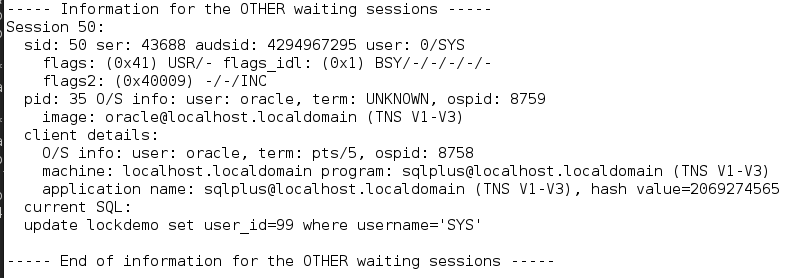 ----- Information for the OTHER waiting sessions -----
Session 50:
sid: 50 ser: 43688 audsid: 4294967295 user: 0/SYS
flags: (0x41) USR/- flags_idl: (0x1) BSY/-/-/-/-/-
flags2: (0x40009) -/-/INC
pid: 35 O/S info: user: oracle, term: UNKNOWN, ospid: 8759
image: oracle@localhost.localdomain (TNS V1-V3)
client details:
O/S info: user: oracle, term: pts/5, ospid: 8758
machine: localhost.localdomain program: sqlplus@localhost.localdomain (TNS V1-V3)
application name: sqlplus@localhost.localdomain (TNS V1-V3), hash value=2069274565
current SQL:
update lockdemo set user_id=99 where username='SYS'
----- End of information for the OTHER waiting sessions -----